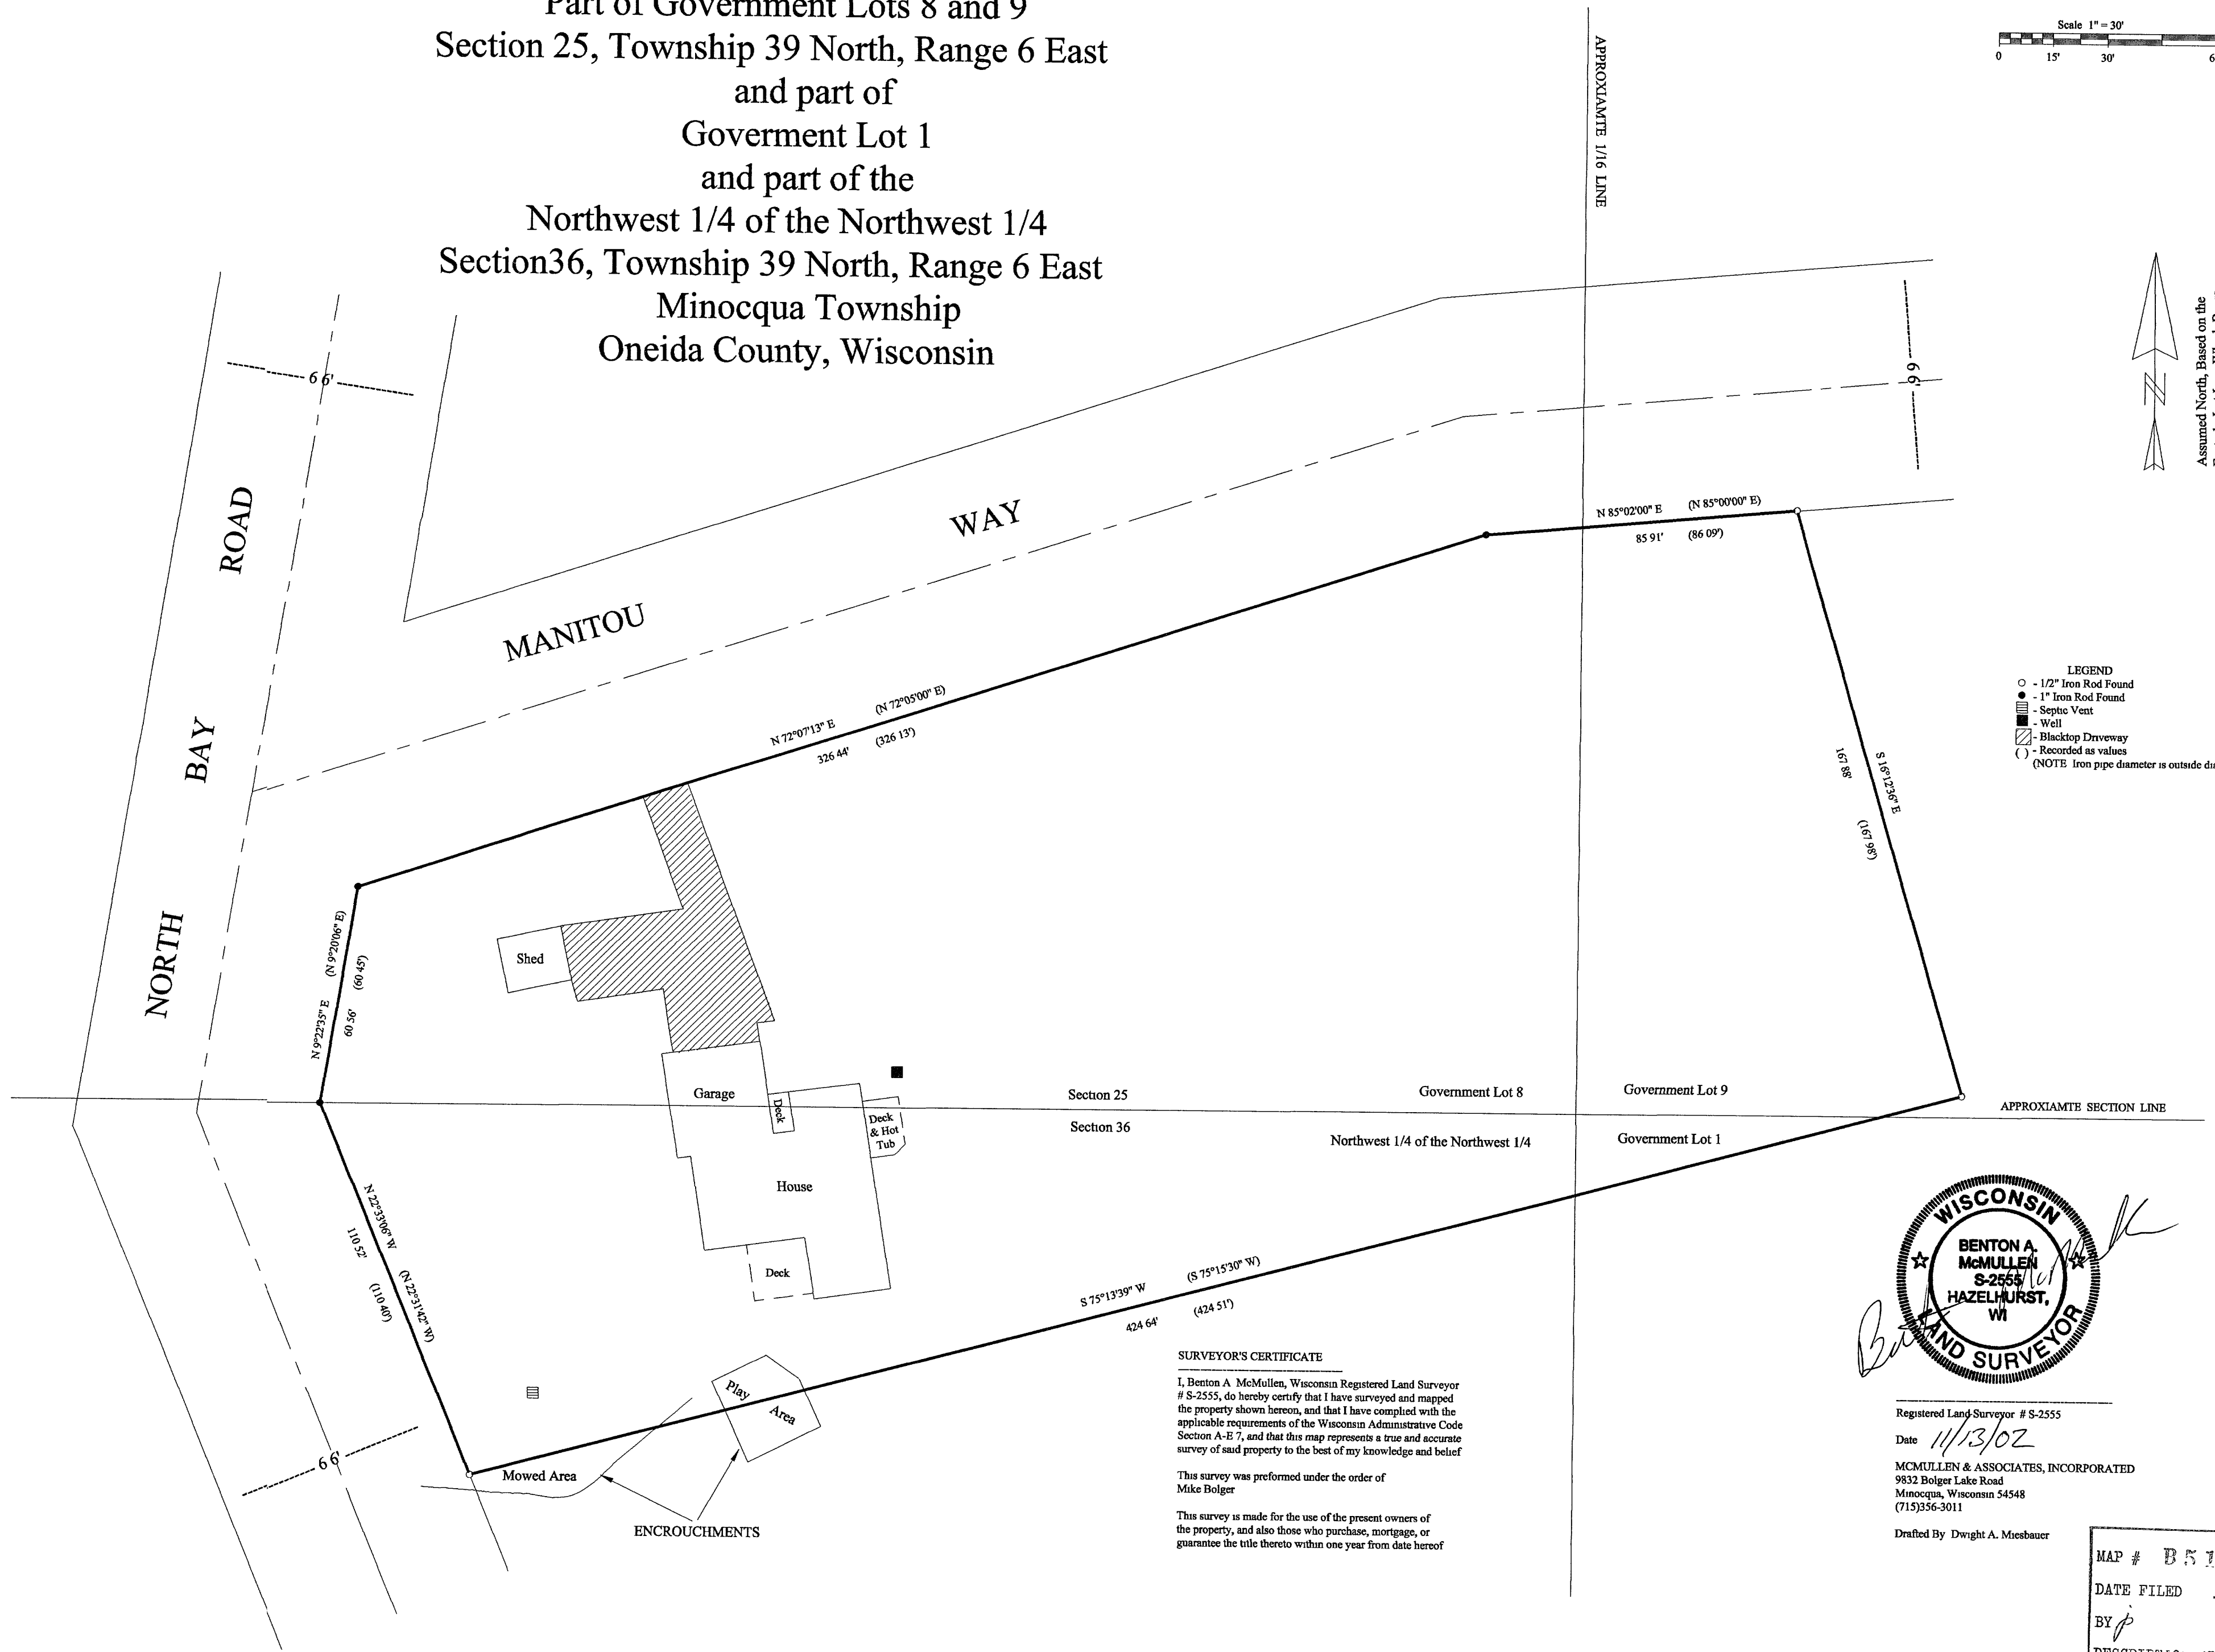 Part of Government Lots 8 and 9
Section 25, Township 39 North, Range 6 East
and part of
Goverment Lot 1
and part of the
Northwest 1/4 of the Northwest 1/4
Section36, Township 39 North, Range 6 East
Minocqua Township
Oneida County, Wisconsin
APPROXIAMTE 1/16 LINE
Scale 1" = 30'
0 15' 30'
Assumed North, Based on the
66'
66'
NORTH BAY ROAD
MANITOU WAY
N 85°02'00" E (N 85°00'00" E)
85 91' (86 09')
N 72°07'13" E (N 72°05'00" E)
326 44' (326 13')
S 16°12'36" E
167 88' (167 98')
LEGEND
- 1/2" Iron Rod Found
- 1" Iron Rod Found
- Septic Vent
- Well
- Blacktop Driveway
( ) - Recorded as values
(NOTE Iron pipe diameter is outside
N 9°22'35" E (N 9°20'06" E)
60 56' (60 45')
Shed
Garage
Deck
Deck
& Hot
Tub
House
Deck
Section 25
Section 36
Government Lot 8
Government Lot 9
Northwest 1/4 of the Northwest 1/4
Government Lot 1
APPROXIAMTE SECTION LINE
N 22°33'06" W (N 22°31'42" W)
110 52' (110 40')
S 75°13'39" W (S 75°15'30" W)
424 64' (424 51')
Play
Area
Mowed Area
66'
ENCROUCHMENTS
SURVEYOR'S CERTIFICATE
I, Benton A McMullen, Wisconsin Registered Land Surveyor
# S-2555, do hereby certify that I have surveyed and mapped
the property shown hereon, and that I have complied with the
applicable requirements of the Wisconsin Administrative Code
Section A-E 7, and that this map represents a true and accurate
survey of said property to the best of my knowledge and belief
This survey was preformed under the order of
Mike Bolger
This survey is made for the use of the present owners of
the property, and also those who purchase, mortgage, or
guarantee the title thereto within one year from date hereof
WISCONSIN
BENTON A.
McMULLEN
S-2555
HAZELHURST,
WI
LAND SURVEYOR
Registered Land Surveyor # S-2555
Date 11/13/02
MCMULLEN & ASSOCIATES, INCORPORATED
9832 Bolger Lake Road
Minocqua, Wisconsin 54548
(715)356-3011
Drafted By Dwight A. Miesbauer
MAP # B51
DATE FILED
BY